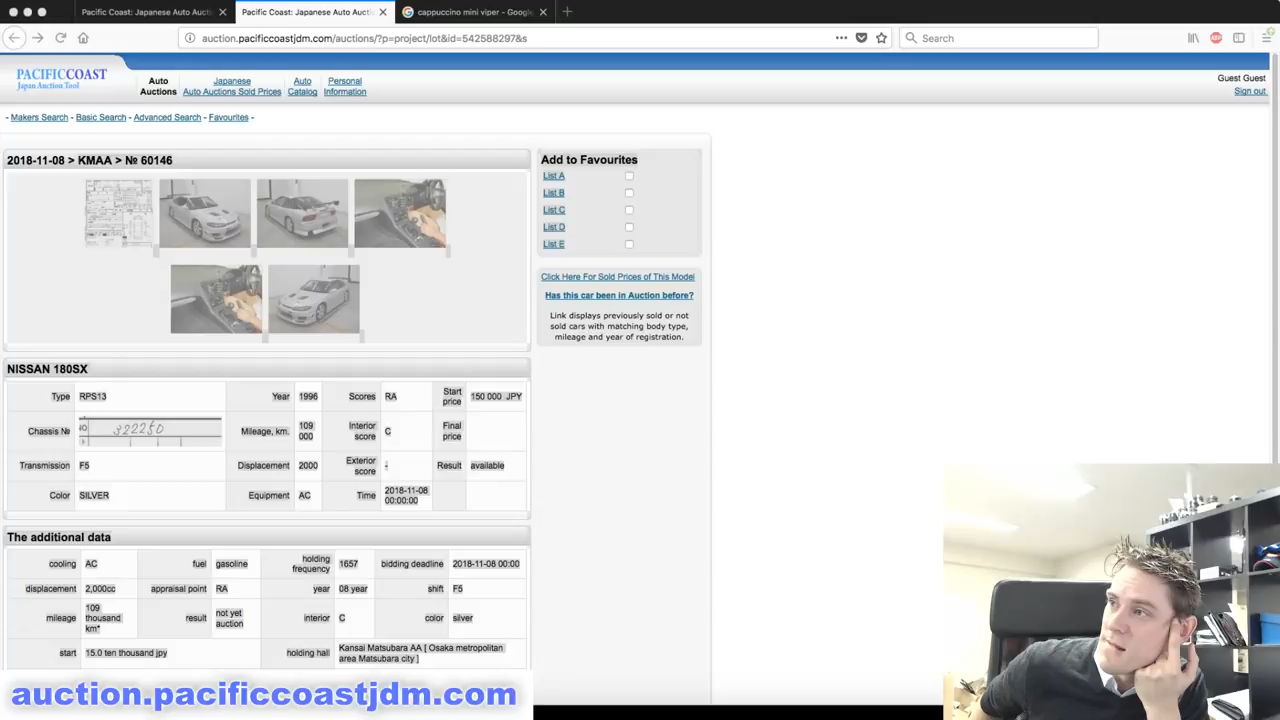 Pacific Coast: Japanese Auto Auctic
Pacific Coast: Japanese Auto Auctic
cappuccino mini viper - Google
auction.pacificcoastjdm.com/auctions/?p=project/lot&id=542588297&s
Search
PACIFICCOAST
Japan Auction Tool
Auto Auctions
Japanese Auto Auctions Sold Prices
Auto Catalog
Personal Information
Guest Guest
Sign out
- Makers Search - Basic Search - Advanced Search - Favourites -
2018-11-08 > KMAA > № 60146
Add to Favourites
List A
List B
List C
List D
List E
Click Here For Sold Prices of This Model
Has this car been in Auction before?
Link displays previously sold or not
sold cars with matching body type,
mileage and year of registration.
NISSAN 180SX
Type RPS13 Year 1996 Scores RA Start price 150 000 JPY
Chassis № 322250 Mileage, km. 109 000 Interior score C Final price
Transmission F5 Displacement 2000 Exterior score - Result available
Color SILVER Equipment AC Time 2018-11-08 00:00:00
The additional data
cooling AC fuel gasoline holding frequency 1657 bidding deadline 2018-11-08 00:00
displacement 2,000cc appraisal point RA year 08 year shift F5
mileage 109 thousand km* result not yet auction interior C color silver
start 15.0 ten thousand jpy holding hall Kansai Matsubara AA [ Osaka metropolitan area Matsubara city ]
auction.pacificcoastjdm.com